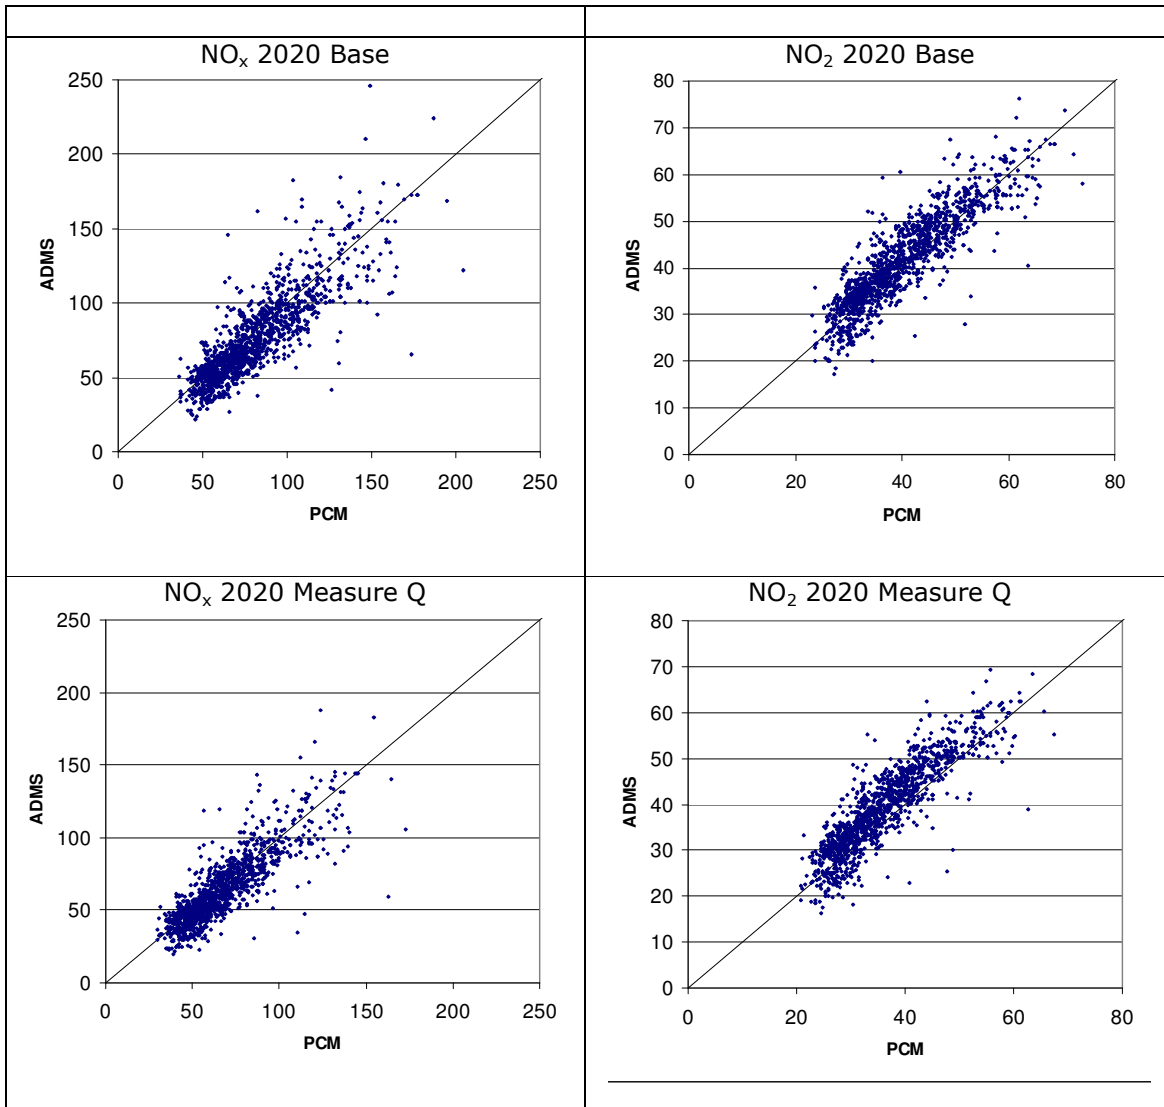 NOx 2020 Base
250
200
150
100
50
0
0 50 100 150 200 250
ADMS
PCM
NO2 2020 Base
80
70
60
50
40
30
20
10
0
0 20 40 60 80
ADMS
PCM
NOx 2020 Measure Q
250
200
150
100
50
0
0 50 100 150 200 250
ADMS
PCM
NO2 2020 Measure Q
80
70
60
50
40
30
20
10
0
0 20 40 60 80
ADMS
PCM